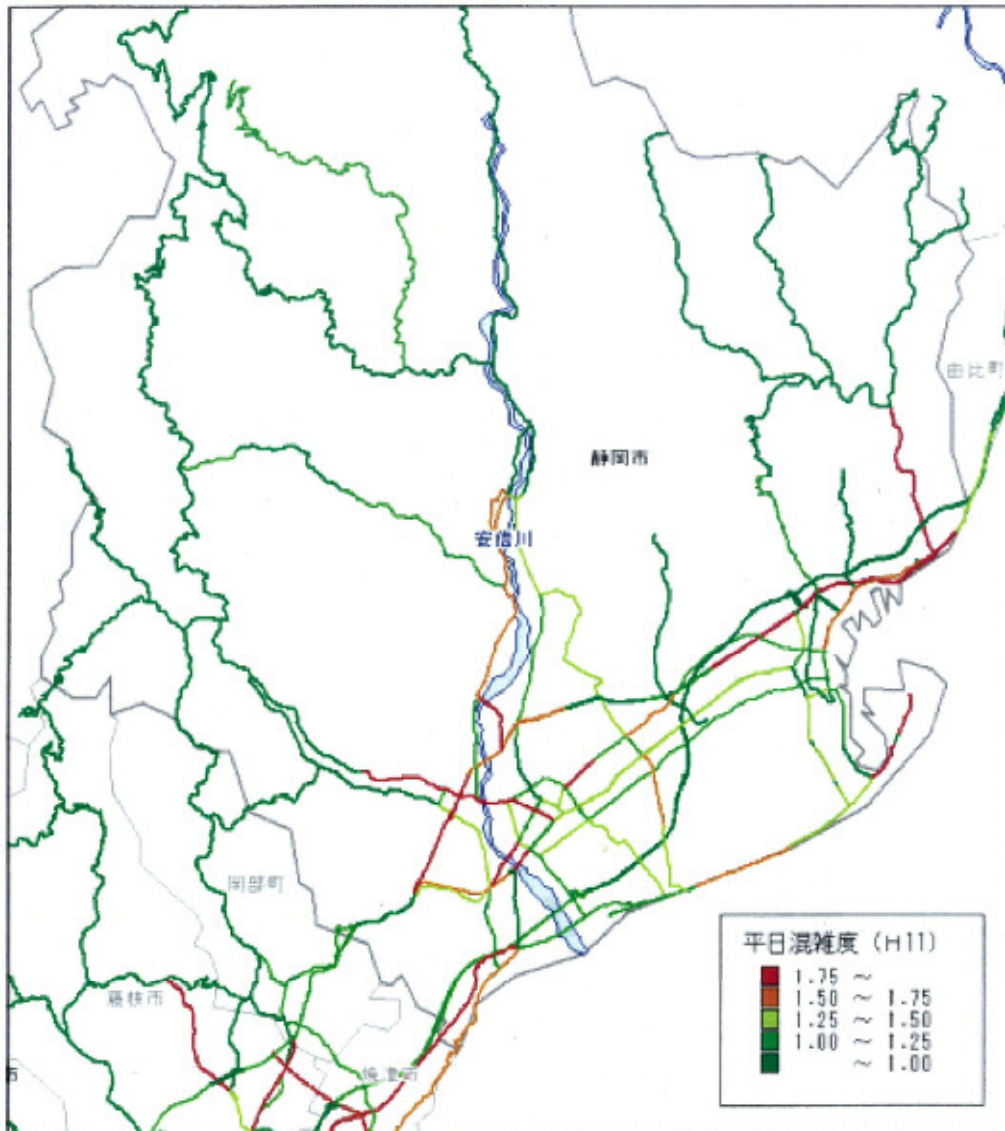 由比町
静岡市
安倍川
岡部町
藤枝市
焼津市
市
平日混雑度 (H11)
1.75 ～
1.50 ～ 1.75
1.25 ～ 1.50
1.00 ～ 1.25
～ 1.00